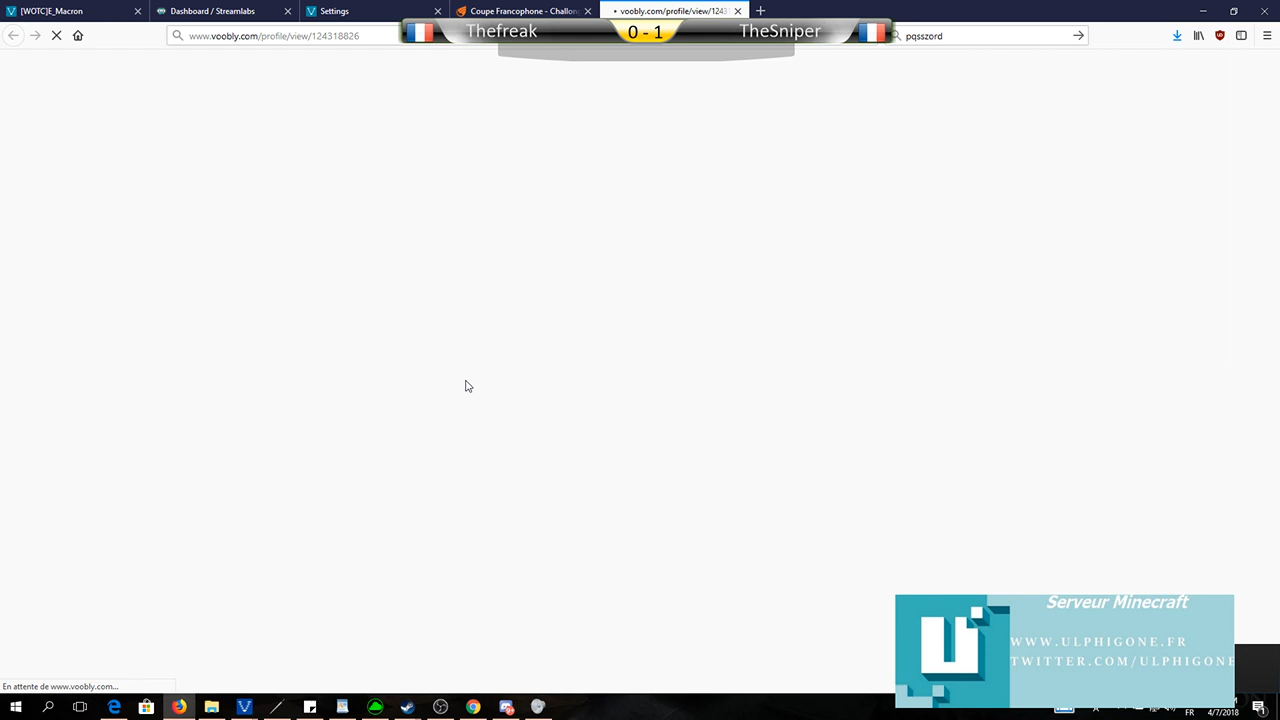 [WOTC]E_Macron
Dashboard / Streamlabs
Settings
Coupe Francophone - Challong
voobly.com/profile/view/1243
www.voobly.com/profile/view/124318826
Thefreak
0 - 1
TheSniper
pqsszord
Serveur Minecraft
WWW.ULPHIGONE.FR
TWITTER.COM/ULPHIGONE
En attente de www.voobly.com...
FR
4/7/2018